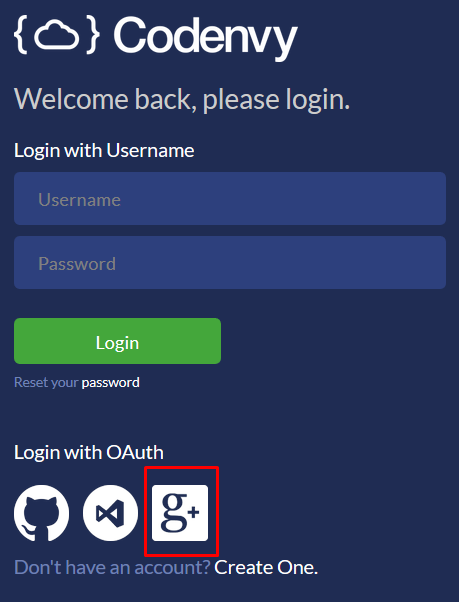 { } Codenvy
Welcome back, please login.
Login with Username
Username
Password
Login
Reset your password
Login with OAuth
g+
Don't have an account? Create One.